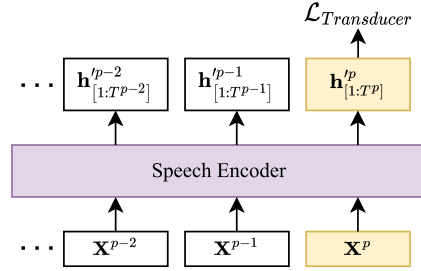 ℒ_{Transducer}
... h'^{p-2}_{[1:T^{p-2}]} h'^{p-1}_{[1:T^{p-1}]} h'^{p}_{[1:T^{p}]}
Speech Encoder
... X^{p-2} X^{p-1} X^{p}